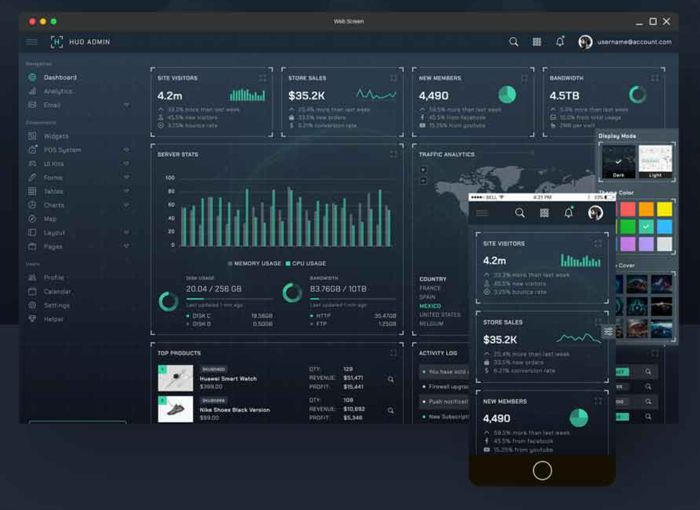 Web Screen
HUD ADMIN
username@account.com
Navigation
Dashboard
Analytics
Email
Components
Widgets
POS System
UI Kits
Forms
Tables
Charts
Map
Layout
Pages
Users
Profile
Calendar
Settings
Helper
SITE VISITORS
4.2m
33.3% more than last week
45.5% new visitors
3.25% bounce rate
STORE SALES
$35.2K
20.4% more than last week
33.5% new orders
6.21% conversion rate
NEW MEMBERS
4,490
59.5% more than last week
45.5% from facebook
15.25% from youtube
BANDWIDTH
4.5TB
5.3% more than last week
10.5% from total usage
2MB per visit
SERVER STATS
100
80
60
40
20
0
MEMORY USAGE
CPU USAGE
DISK USAGE
20.04 / 256 GB
Last updated 1 min ago
DISK C 19.56GB
DISK D 0.50GB
BANDWIDTH
83.76GB / 10TB
Last updated 1 min ago
HTTP 35.47GB
FTP 1.25GB
TRAFFIC ANALYTICS
COUNTRY
FRANCE
SPAIN
MEXICO
UNITED STATES
BELGIUM
TOP PRODUCTS
Huawei Smart Watch
$399.00
QTY: 129
REVENUE: $51,471
PROFIT: $15,441
Nike Shoes Black Version
$99.00
QTY: 108
REVENUE: $10,692
PROFIT: $5,346
ACTIVITY LOG
You have sold
Firewall upgra
Push notificati
New Subscripti
Display Mode
Dark
Light
Color
Cover
BELL
4:21 PM
SITE VISITORS
4.2m
33.3% more than last week
45.5% new visitors
3.25% bounce rate
STORE SALES
$35.2K
20.4% more than last week
33.5% new orders
6.21% conversion rate
NEW MEMBERS
4,490
59.5% more than last week
45.5% from facebook
15.25% from youtube